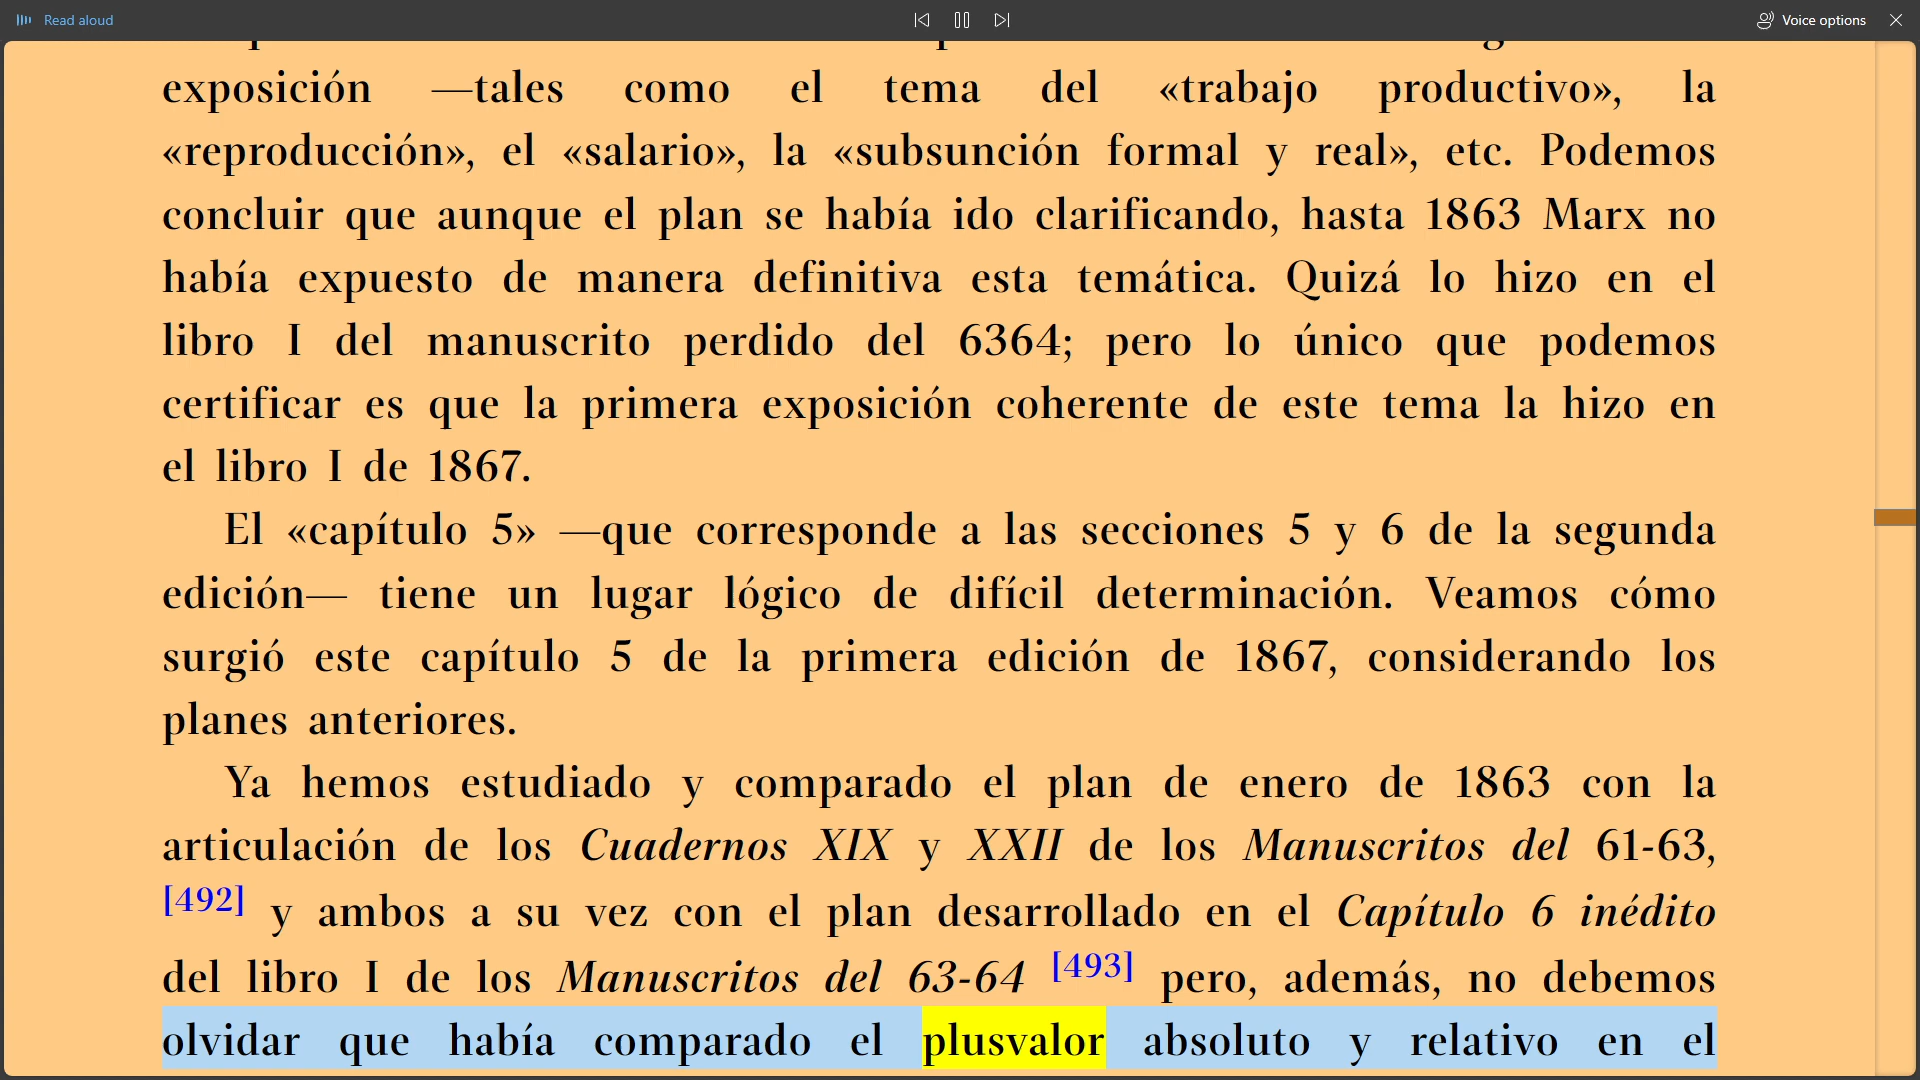 Read aloud
Voice options
exposición —tales como el tema del «trabajo productivo», la
«reproducción», el «salario», la «subsunción formal y real», etc. Podemos
concluir que aunque el plan se había ido clarificando, hasta 1863 Marx no
había expuesto de manera definitiva esta temática. Quizá lo hizo en el
libro I del manuscrito perdido del 6364; pero lo único que podemos
certificar es que la primera exposición coherente de este tema la hizo en
el libro I de 1867.
El «capítulo 5» —que corresponde a las secciones 5 y 6 de la segunda
edición— tiene un lugar lógico de difícil determinación. Veamos cómo
surgió este capítulo 5 de la primera edición de 1867, considerando los
planes anteriores.
Ya hemos estudiado y comparado el plan de enero de 1863 con la
articulación de los Cuadernos XIX y XXII de los Manuscritos del 61-63,
[492] y ambos a su vez con el plan desarrollado en el Capítulo 6 inédito
del libro I de los Manuscritos del 63-64 [493] pero, además, no debemos
olvidar que había comparado el plusvalor absoluto y relativo en el